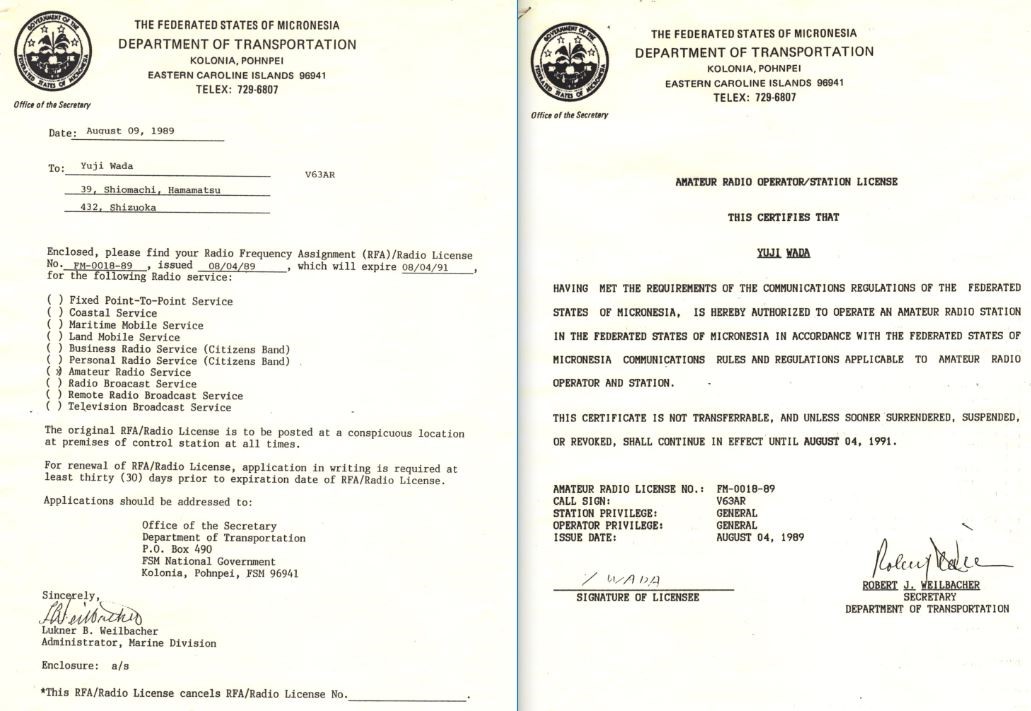 GOVERNMENT OF THE
FEDERATED STATES OF MICRONESIA
THE FEDERATED STATES OF MICRONESIA
DEPARTMENT OF TRANSPORTATION
KOLONIA, POHNPEI
EASTERN CAROLINE ISLANDS 96941
TELEX: 729-6807
Office of the Secretary
Date: August 09, 1989
To: Yuji Wada
V63AR
39, Shiomachi, Hamamatsu
432, Shizuoka
Enclosed, please find your Radio Frequency Assignment (RFA)/Radio License
No. FM-0018-89 , issued 08/04/89 , which will expire 08/04/91 ,
for the following Radio service:
( ) Fixed Point-To-Point Service
( ) Coastal Service
( ) Maritime Mobile Service
( ) Land Mobile Service
( ) Business Radio Service (Citizens Band)
( ) Personal Radio Service (Citizens Band)
(x) Amateur Radio Service
( ) Radio Broacast Service
( ) Remote Radio Broadcast Service
( ) Television Broadcast Service
The original RFA/Radio License is to be posted at a conspicuous location
at premises of control station at all times.
For renewal of RFA/Radio License, application in writing is required at
least thirty (30) days prior to expiration date of RFA/Radio License.
Applications should be addressed to:
Office of the Secretary
Department of Transportation
P.O. Box 490
FSM National Government
Kolonia, Pohnpei, FSM 96941
Sincerely,
LBWeilbacher
Lukner B. Weilbacher
Administrator, Marine Division
Enclosure: a/s
*This RFA/Radio License cancels RFA/Radio License No. .
GOVERNMENT OF THE
FEDERATED STATES OF MICRONESIA
THE FEDERATED STATES OF MICRONESIA
DEPARTMENT OF TRANSPORTATION
KOLONIA, POHNPEI
EASTERN CAROLINE ISLANDS 96941
TELEX: 729-6807
Office of the Secretary
AMATEUR RADIO OPERATOR/STATION LICENSE
THIS CERTIFIES THAT
YUJI WADA
HAVING MET THE REQUIREMENTS OF THE COMMUNICATIONS REGULATIONS OF THE FEDERATED
STATES OF MICRONESIA, IS HEREBY AUTHORIZED TO OPERATE AN AMATEUR RADIO STATION
IN THE FEDERATED STATES OF MICRONESIA IN ACCORDANCE WITH THE FEDERATED STATES OF
MICRONESIA COMMUNICATIONS RULES AND REGULATIONS APPLICABLE TO AMATEUR RADIO
OPERATOR AND STATION.
THIS CERTIFICATE IS NOT TRANSFERRABLE, AND UNLESS SOONER SURRENDERED, SUSPENDED,
OR REVOKED, SHALL CONTINUE IN EFFECT UNTIL AUGUST 04, 1991.
AMATEUR RADIO LICENSE NO.: FM-0018-89
CALL SIGN: V63AR
STATION PRIVILEGE: GENERAL
OPERATOR PRIVILEGE: GENERAL
ISSUE DATE: AUGUST 04, 1989
Y WADA
SIGNATURE OF LICENSEE
ROBERT J. WEILBACHER
SECRETARY
DEPARTMENT OF TRANSPORTATION